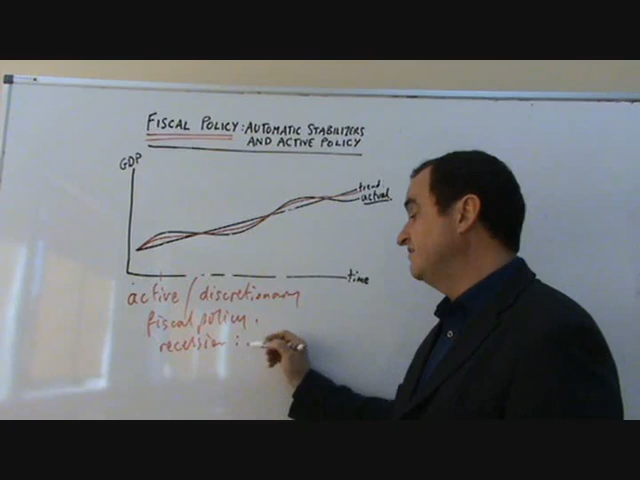 FISCAL POLICY: AUTOMATIC STABILIZERS
AND ACTIVE POLICY
GDP
trend
actual
time
active / discretionary
fiscal policy.
recession :